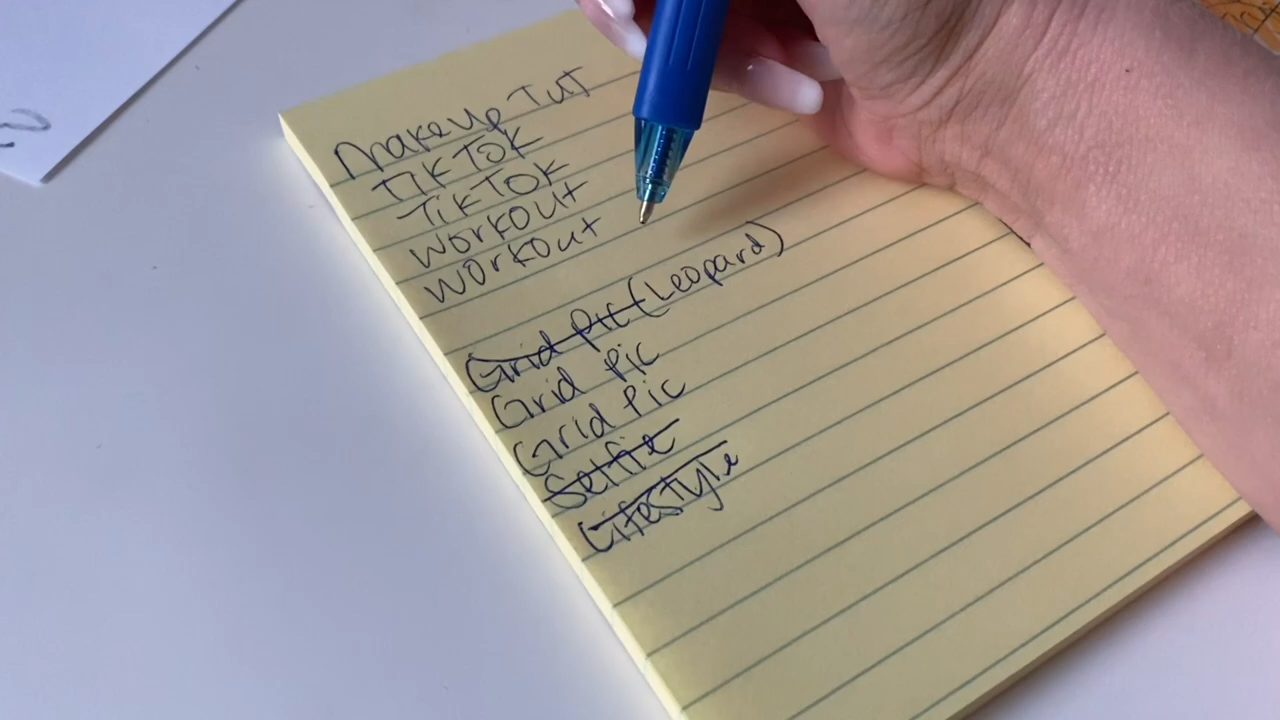 Makeup Tut
TikTok
TikTok
Workout
Workout
Grid Pic (Leopard)
Grid Pic
Grid Pic
Selfie
Lifestyle